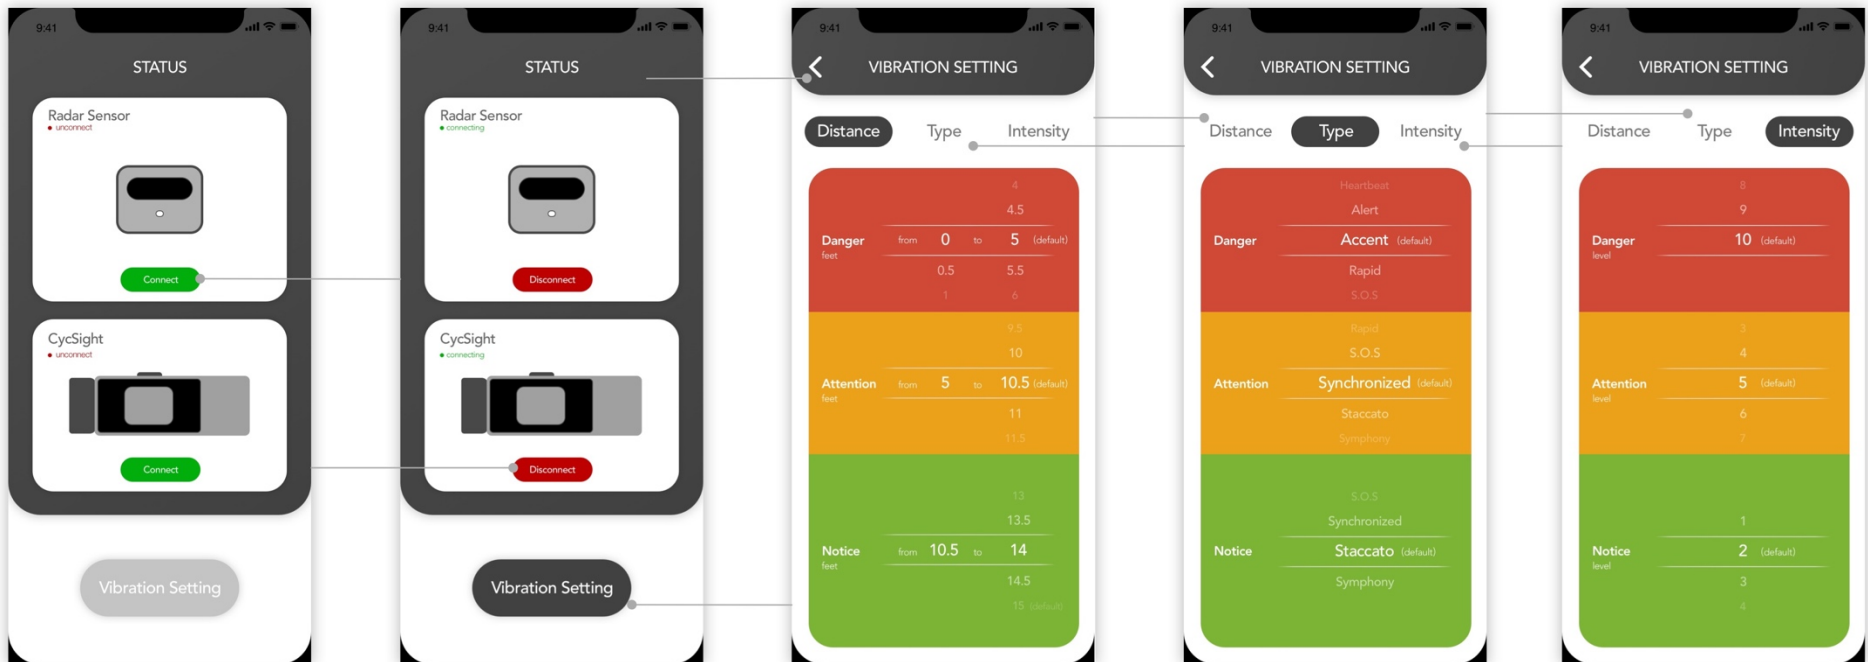 9:41
STATUS
Radar Sensor
unconnect
Connect
CycSight
unconnect
Connect
Vibration Setting
9:41
STATUS
Radar Sensor
connecting
Disconnect
CycSight
connecting
Disconnect
Vibration Setting
9:41
VIBRATION SETTING
Distance Type Intensity
4
4.5
Danger from 0 to 5 (default)
feet
0.5 5.5
1 6
9.5
10
Attention from 5 to 10.5 (default)
feet
11
11.5
13
13.5
Notice from 10.5 to 14
feet
14.5
15 (default)
9:41
VIBRATION SETTING
Distance Type Intensity
Heartbeat
Alert
Danger Accent (default)
Rapid
S.O.S
Rapid
S.O.S
Attention Synchronized (default)
Staccato
Symphony
S.O.S
Synchronized
Notice Staccato (default)
Symphony
9:41
VIBRATION SETTING
Distance Type Intensity
8
9
Danger 10 (default)
level
3
4
Attention 5 (default)
level
6
7
1
Notice 2 (default)
level
3
4